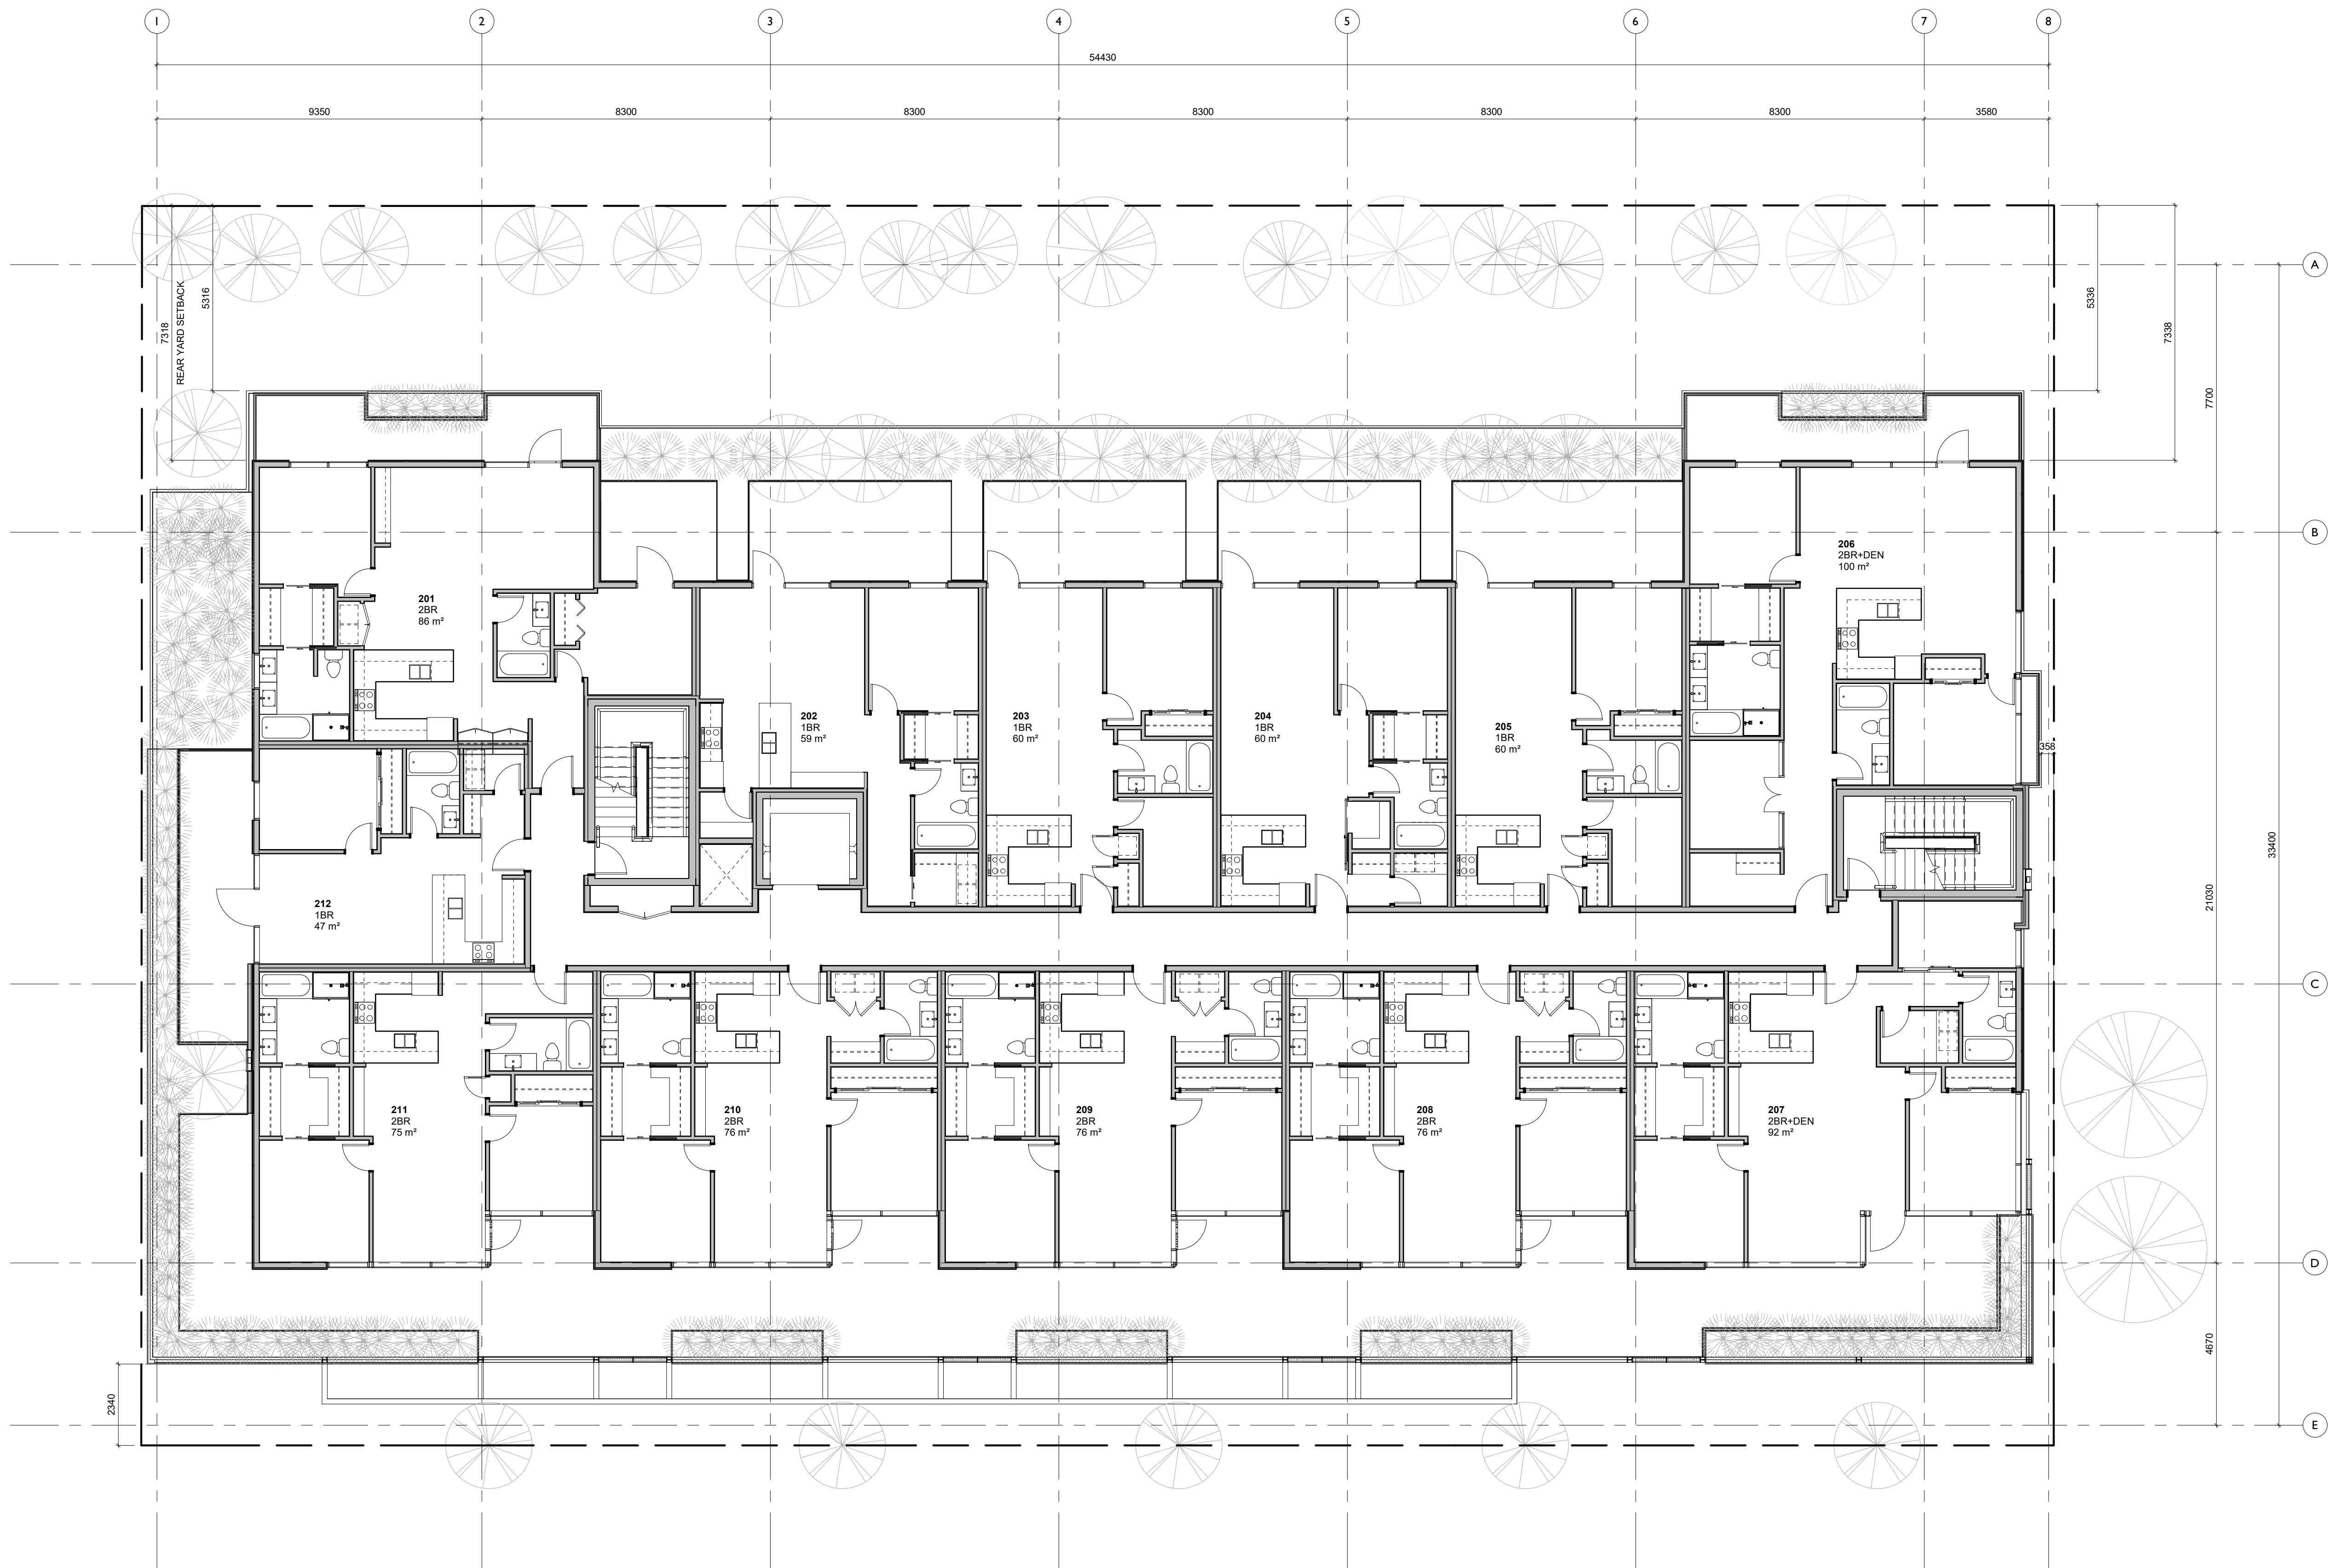 1 2 3 4 5 6 7 8
54430
9350 8300 8300 8300 8300 8300 3580
A
REAR YARD SETBACK
5316
7318
5336
7338
7700
B
206
2BR+DEN
100 m²
201
2BR
86 m²
202
1BR
59 m²
203
1BR
60 m²
204
1BR
60 m²
205
1BR
60 m²
358
33400
21030
212
1BR
47 m²
C
211
2BR
75 m²
210
2BR
76 m²
209
2BR
76 m²
208
2BR
76 m²
207
2BR+DEN
92 m²
D
4670
2340
E